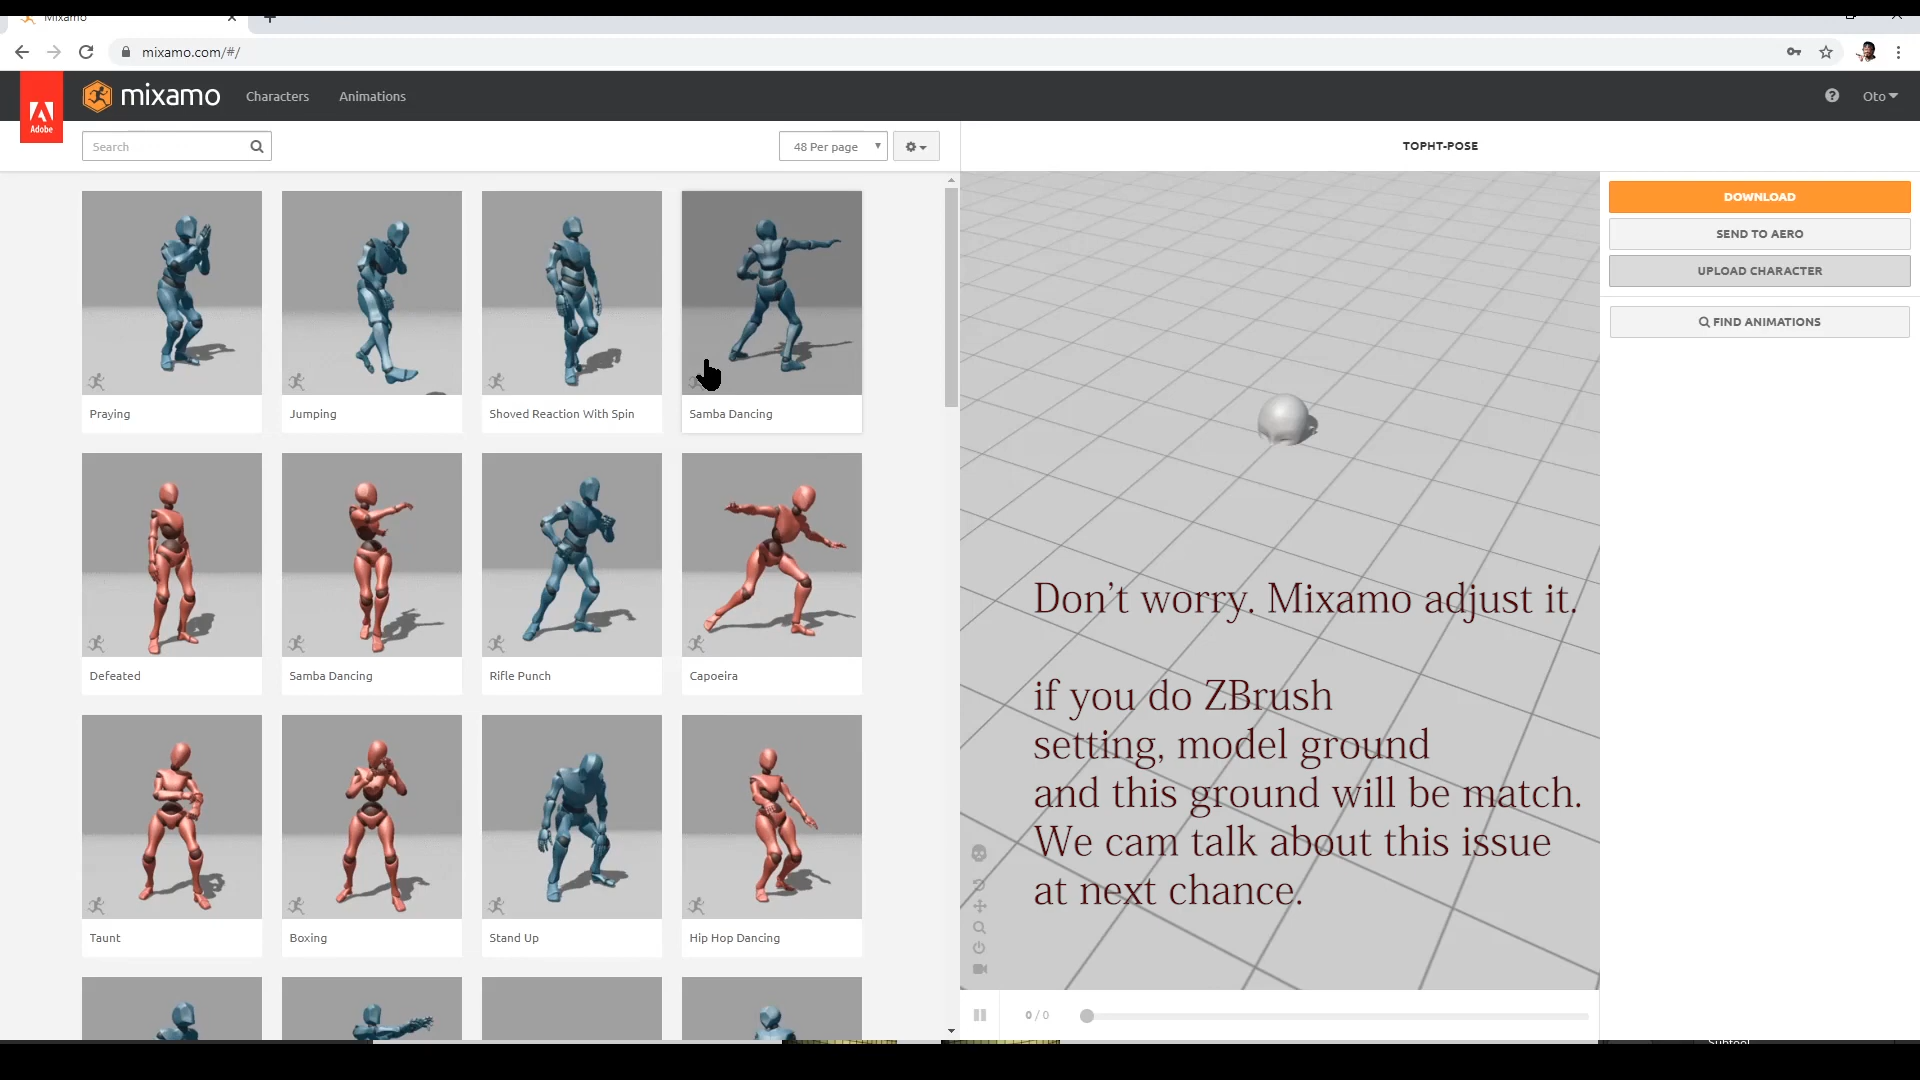 Mixamo
mixamo.com/#/
Adobe
mixamo
Characters
Animations
Oto
Search
48 Per page
TOPHT-POSE
DOWNLOAD
SEND TO AERO
UPLOAD CHARACTER
FIND ANIMATIONS
Praying
Jumping
Shoved Reaction With Spin
Samba Dancing
Defeated
Samba Dancing
Rifle Punch
Capoeira
Taunt
Boxing
Stand Up
Hip Hop Dancing
Don't worry. Mixamo adjust it.
if you do ZBrush
setting, model ground
and this ground will be match.
We cam talk about this issue
at next chance.
0 / 0
Subtool